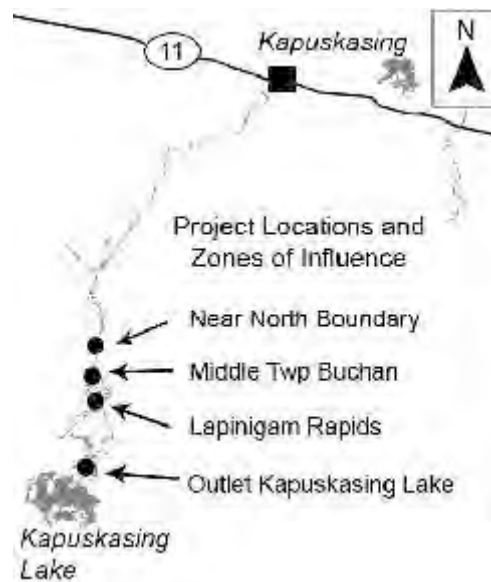 Kapuskasing
N
11
Project Locations and
Zones of Influence
Near North Boundary
Middle Twp Buchan
Lapinigam Rapids
Outlet Kapuskasing Lake
Kapuskasing
Lake